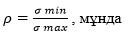 ρ = σ min / σ max , мұнда